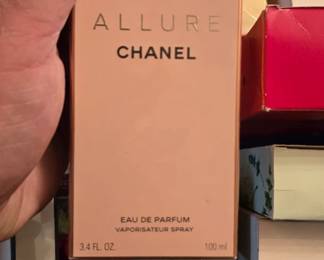 ALLURE
CHANEL
EAU DE PARFUM
VAPORISATEUR SPRAY
3.4 FL. OZ. 100 ml